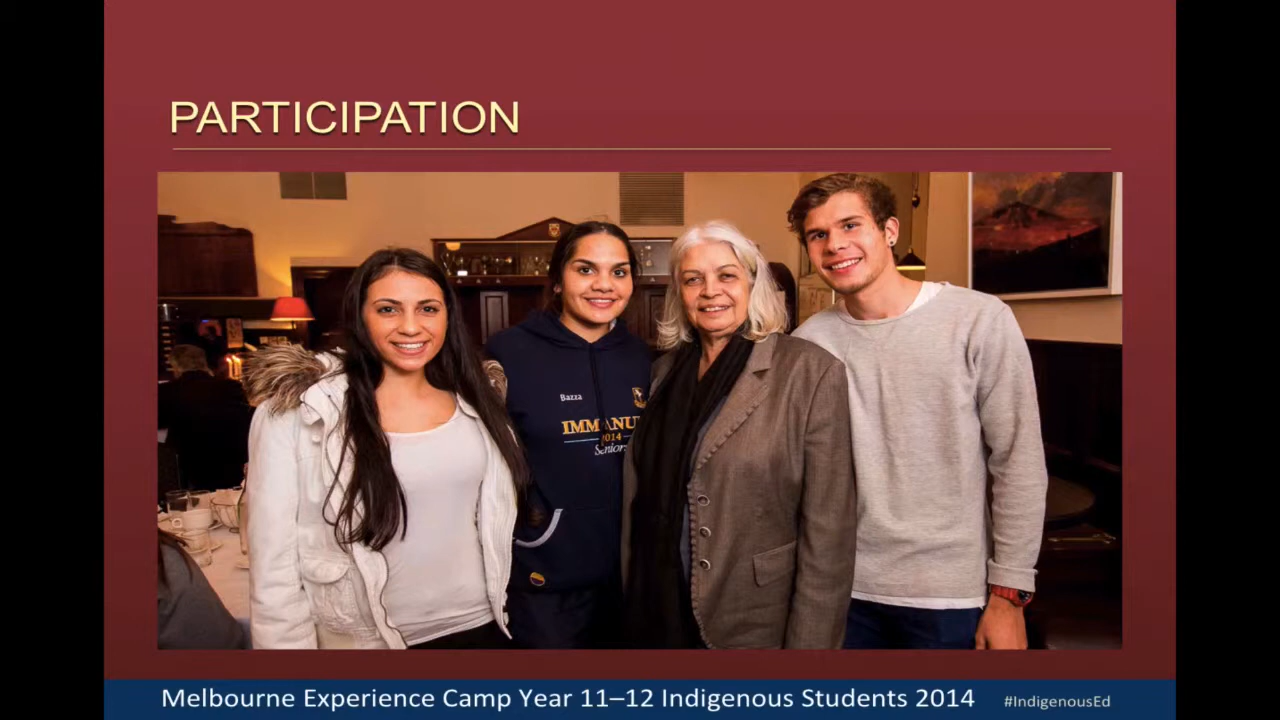 PARTICIPATION
Bazza
IMMANU
2014
Seniors
Melbourne Experience Camp Year 11–12 Indigenous Students 2014
#IndigenousEd